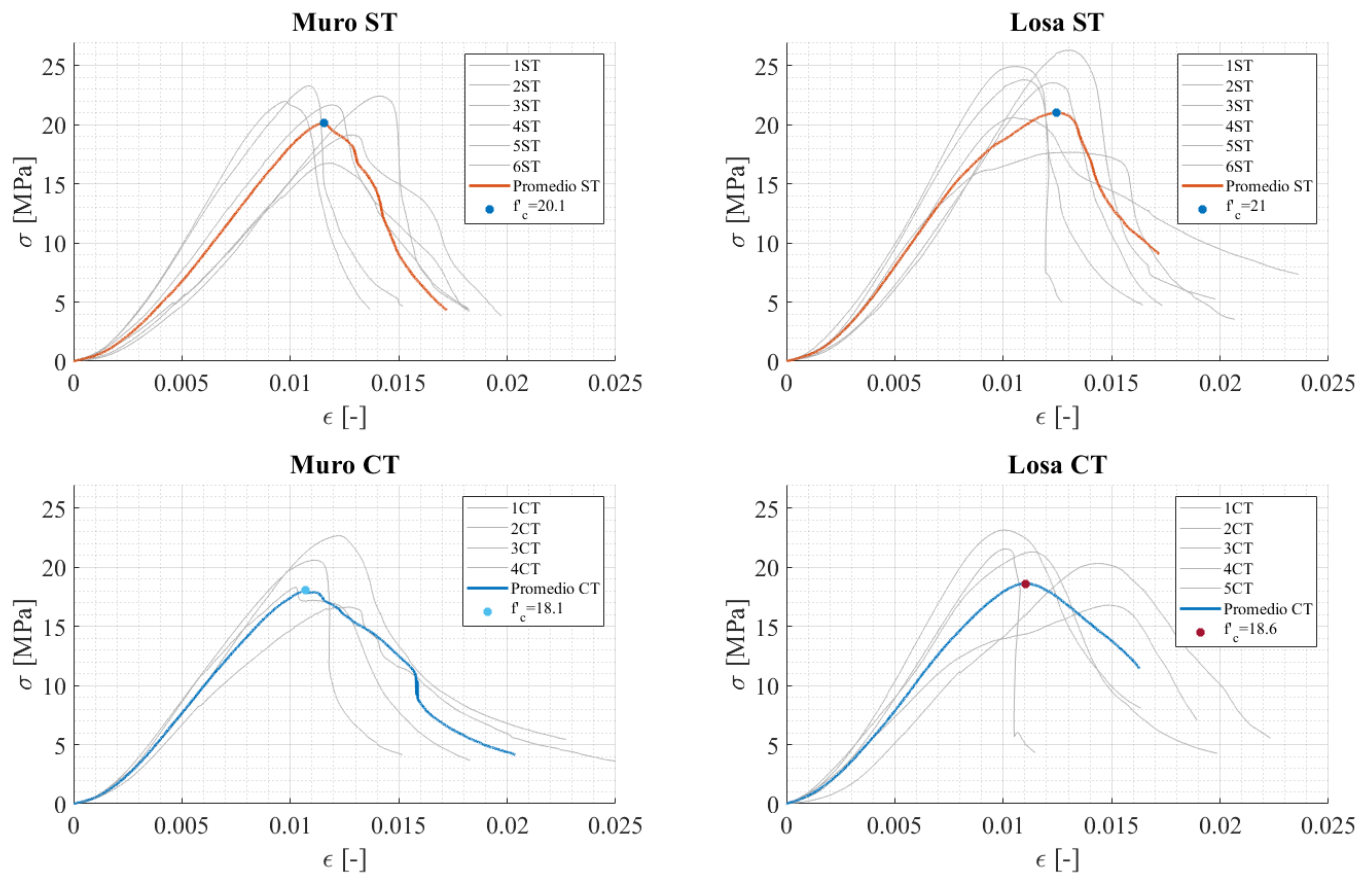 Muro ST
25
20
15
10
5
0
σ [MPa]
0 0.005 0.01 0.015 0.02 0.025
ϵ [-]
1ST
2ST
3ST
4ST
5ST
6ST
Promedio ST
f'c=20.1
Losa ST
25
20
15
10
5
0
σ [MPa]
0 0.005 0.01 0.015 0.02 0.025
ϵ [-]
1ST
2ST
3ST
4ST
5ST
6ST
Promedio ST
f'c=21
Muro CT
25
20
15
10
5
0
σ [MPa]
0 0.005 0.01 0.015 0.02 0.025
ϵ [-]
1CT
2CT
3CT
4CT
Promedio CT
f'c=18.1
Losa CT
25
20
15
10
5
0
σ [MPa]
0 0.005 0.01 0.015 0.02 0.025
ϵ [-]
1CT
2CT
3CT
4CT
5CT
Promedio CT
f'c=18.6